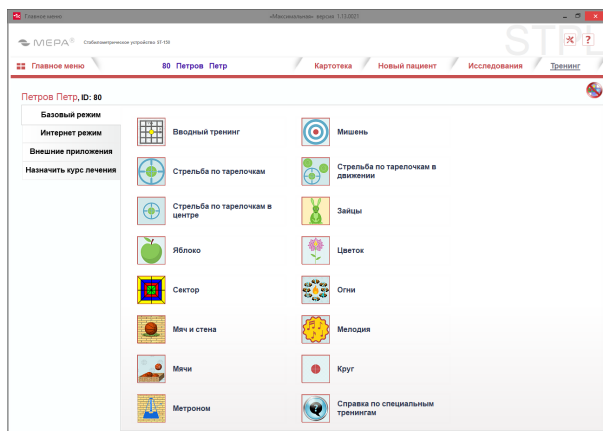 Главное меню
«Максимальная» версия 1.13.0021
МЕРА® Стабилометрическое устройство ST-150
STPL
?
Главное меню 80 Петров Петр Картотека Новый пациент Исследования Тренинг
Петров Петр, ID: 80
Базовый режим
Интернет режим
Внешние приложения
Назначить курс лечения
Вводный тренинг
Мишень
Стрельба по тарелочкам
Стрельба по тарелочкам в
движении
Стрельба по тарелочкам в
центре
Зайцы
Яблоко
Цветок
Сектор
Огни
Мяч и стена
Мелодия
Мячи
Круг
Метроном
Справка по специальным
тренингам